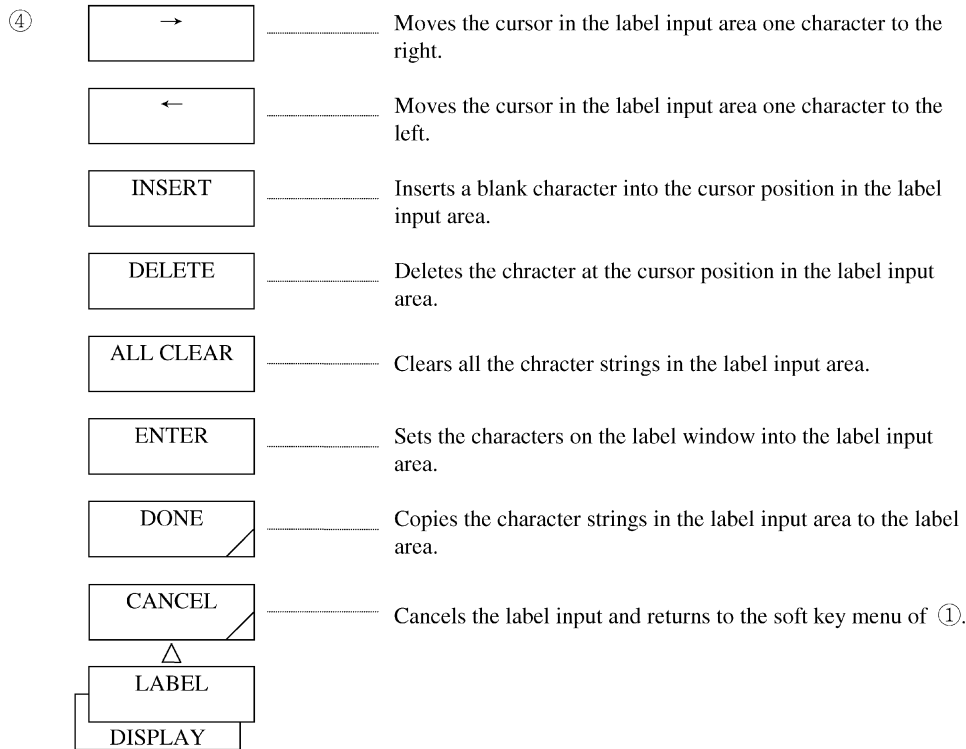 ④
→
Moves the cursor in the label input area one character to the
right.
←
Moves the cursor in the label input area one character to the
left.
INSERT
Inserts a blank character into the cursor position in the label
input area.
DELETE
Deletes the chracter at the cursor position in the label input
area.
ALL CLEAR
Clears all the chracter strings in the label input area.
ENTER
Sets the characters on the label window into the label input
area.
DONE
Copies the character strings in the label input area to the label
area.
CANCEL
Cancels the label input and returns to the soft key menu of ①.
LABEL
DISPLAY